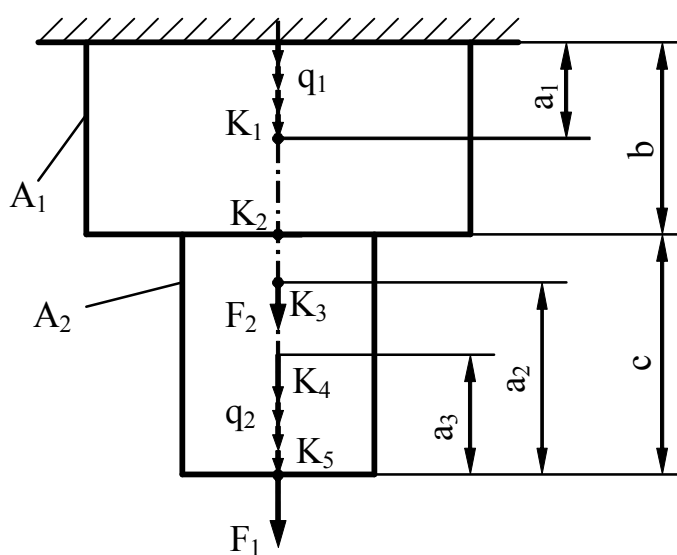 q₁
a₁
K₁
b
A₁
K₂
A₂
K₃
F₂
a₂
c
K₄
a₃
q₂
K₅
F₁